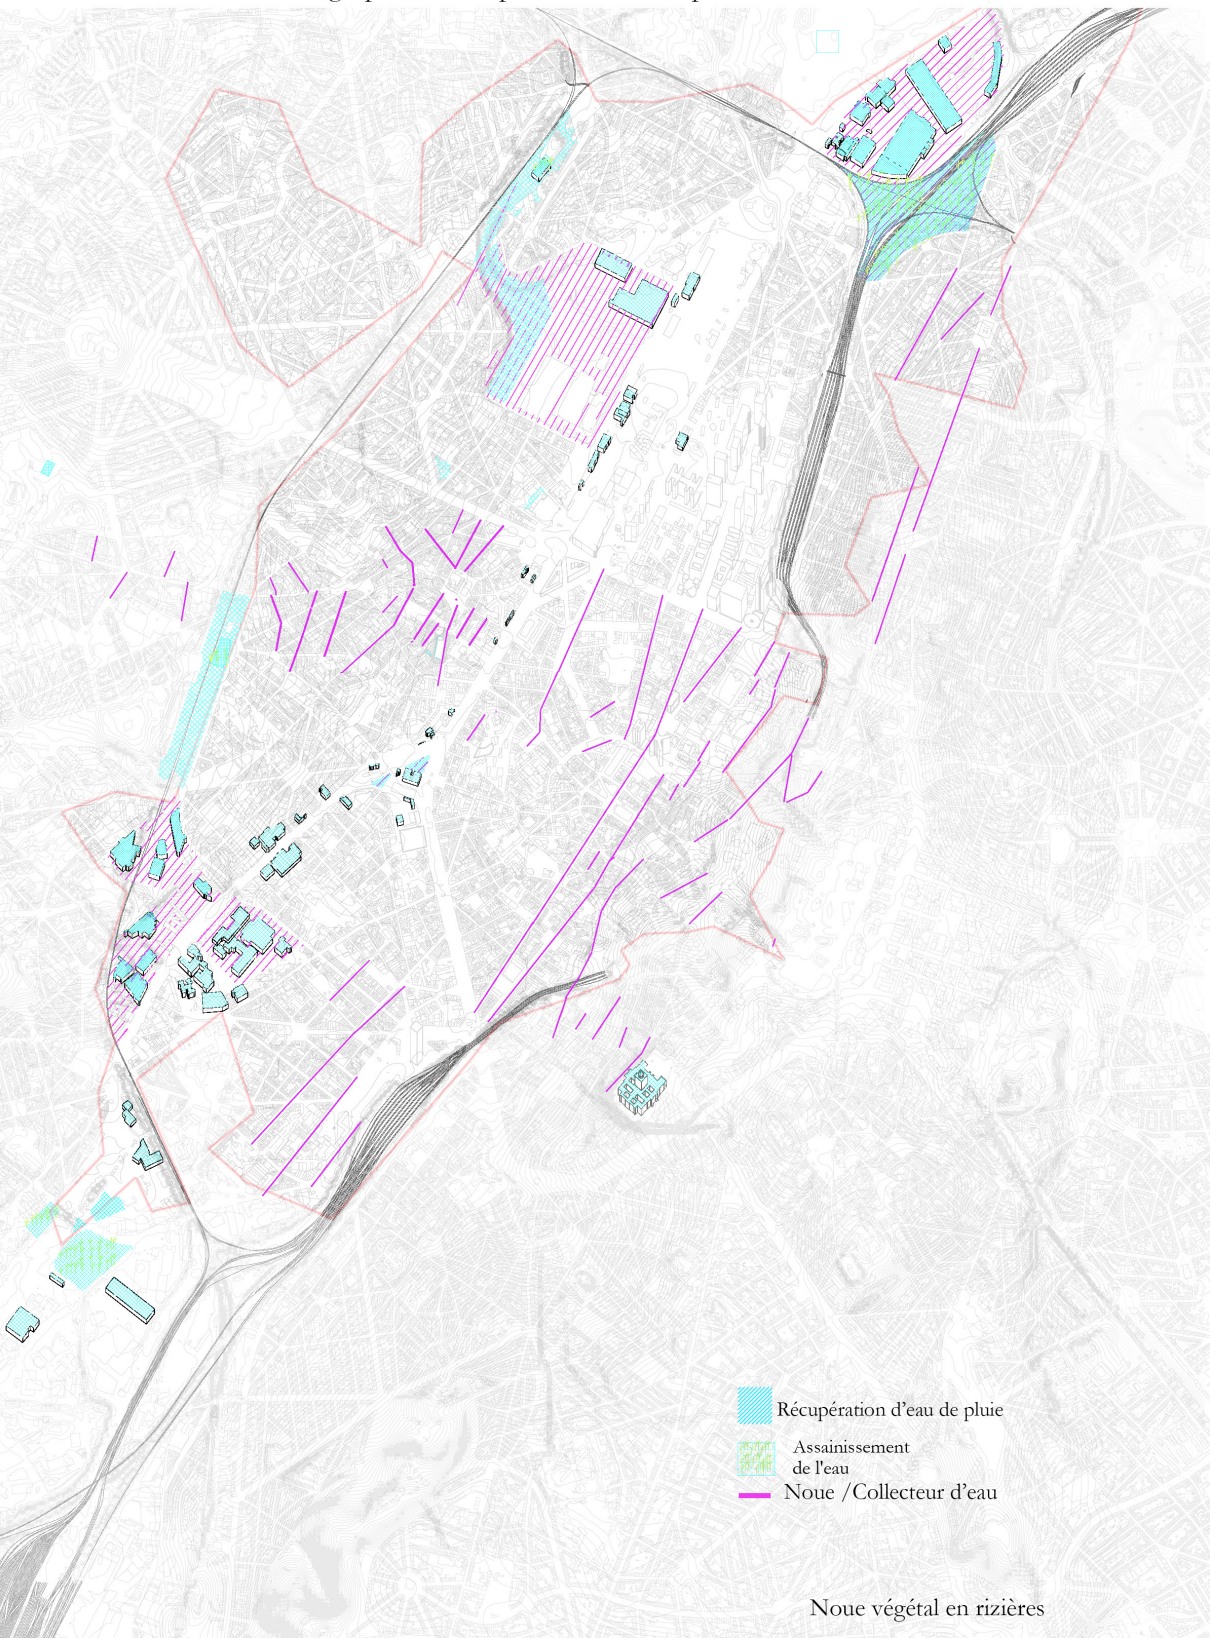 Récupération d'eau de pluie
Assainissement
de l'eau
Noue /Collecteur d'eau
Noue végétal en rizières